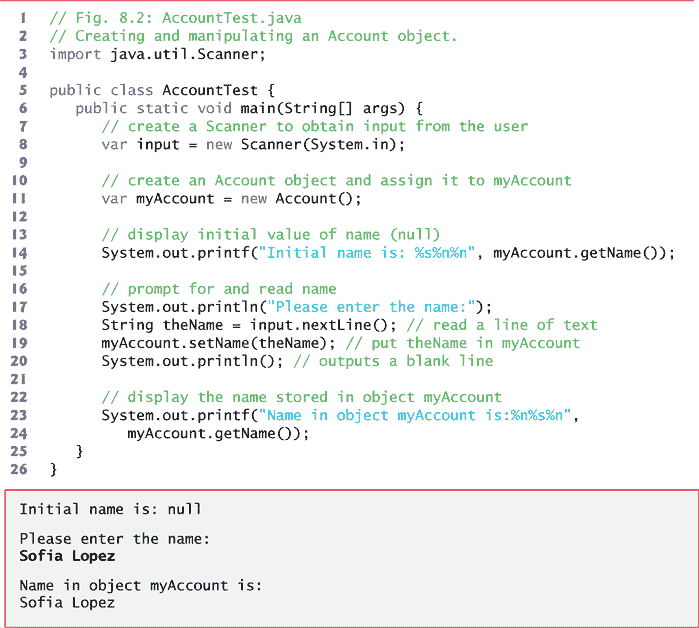 1 // Fig. 8.2: AccountTest.java
2 // Creating and manipulating an Account object.
3 import java.util.Scanner;
4
5 public class AccountTest {
6 public static void main(String[] args) {
7 // create a Scanner to obtain input from the user
8 var input = new Scanner(System.in);
9
10 // create an Account object and assign it to myAccount
11 var myAccount = new Account();
12
13 // display initial value of name (null)
14 System.out.printf("Initial name is: %s%n%n", myAccount.getName());
15
16 // prompt for and read name
17 System.out.println("Please enter the name:");
18 String theName = input.nextLine(); // read a line of text
19 myAccount.setName(theName); // put theName in myAccount
20 System.out.println(); // outputs a blank line
21
22 // display the name stored in object myAccount
23 System.out.printf("Name in object myAccount is:%n%s%n",
24 myAccount.getName());
25 }
26 }
Initial name is: null
Please enter the name:
Sofia Lopez
Name in object myAccount is:
Sofia Lopez